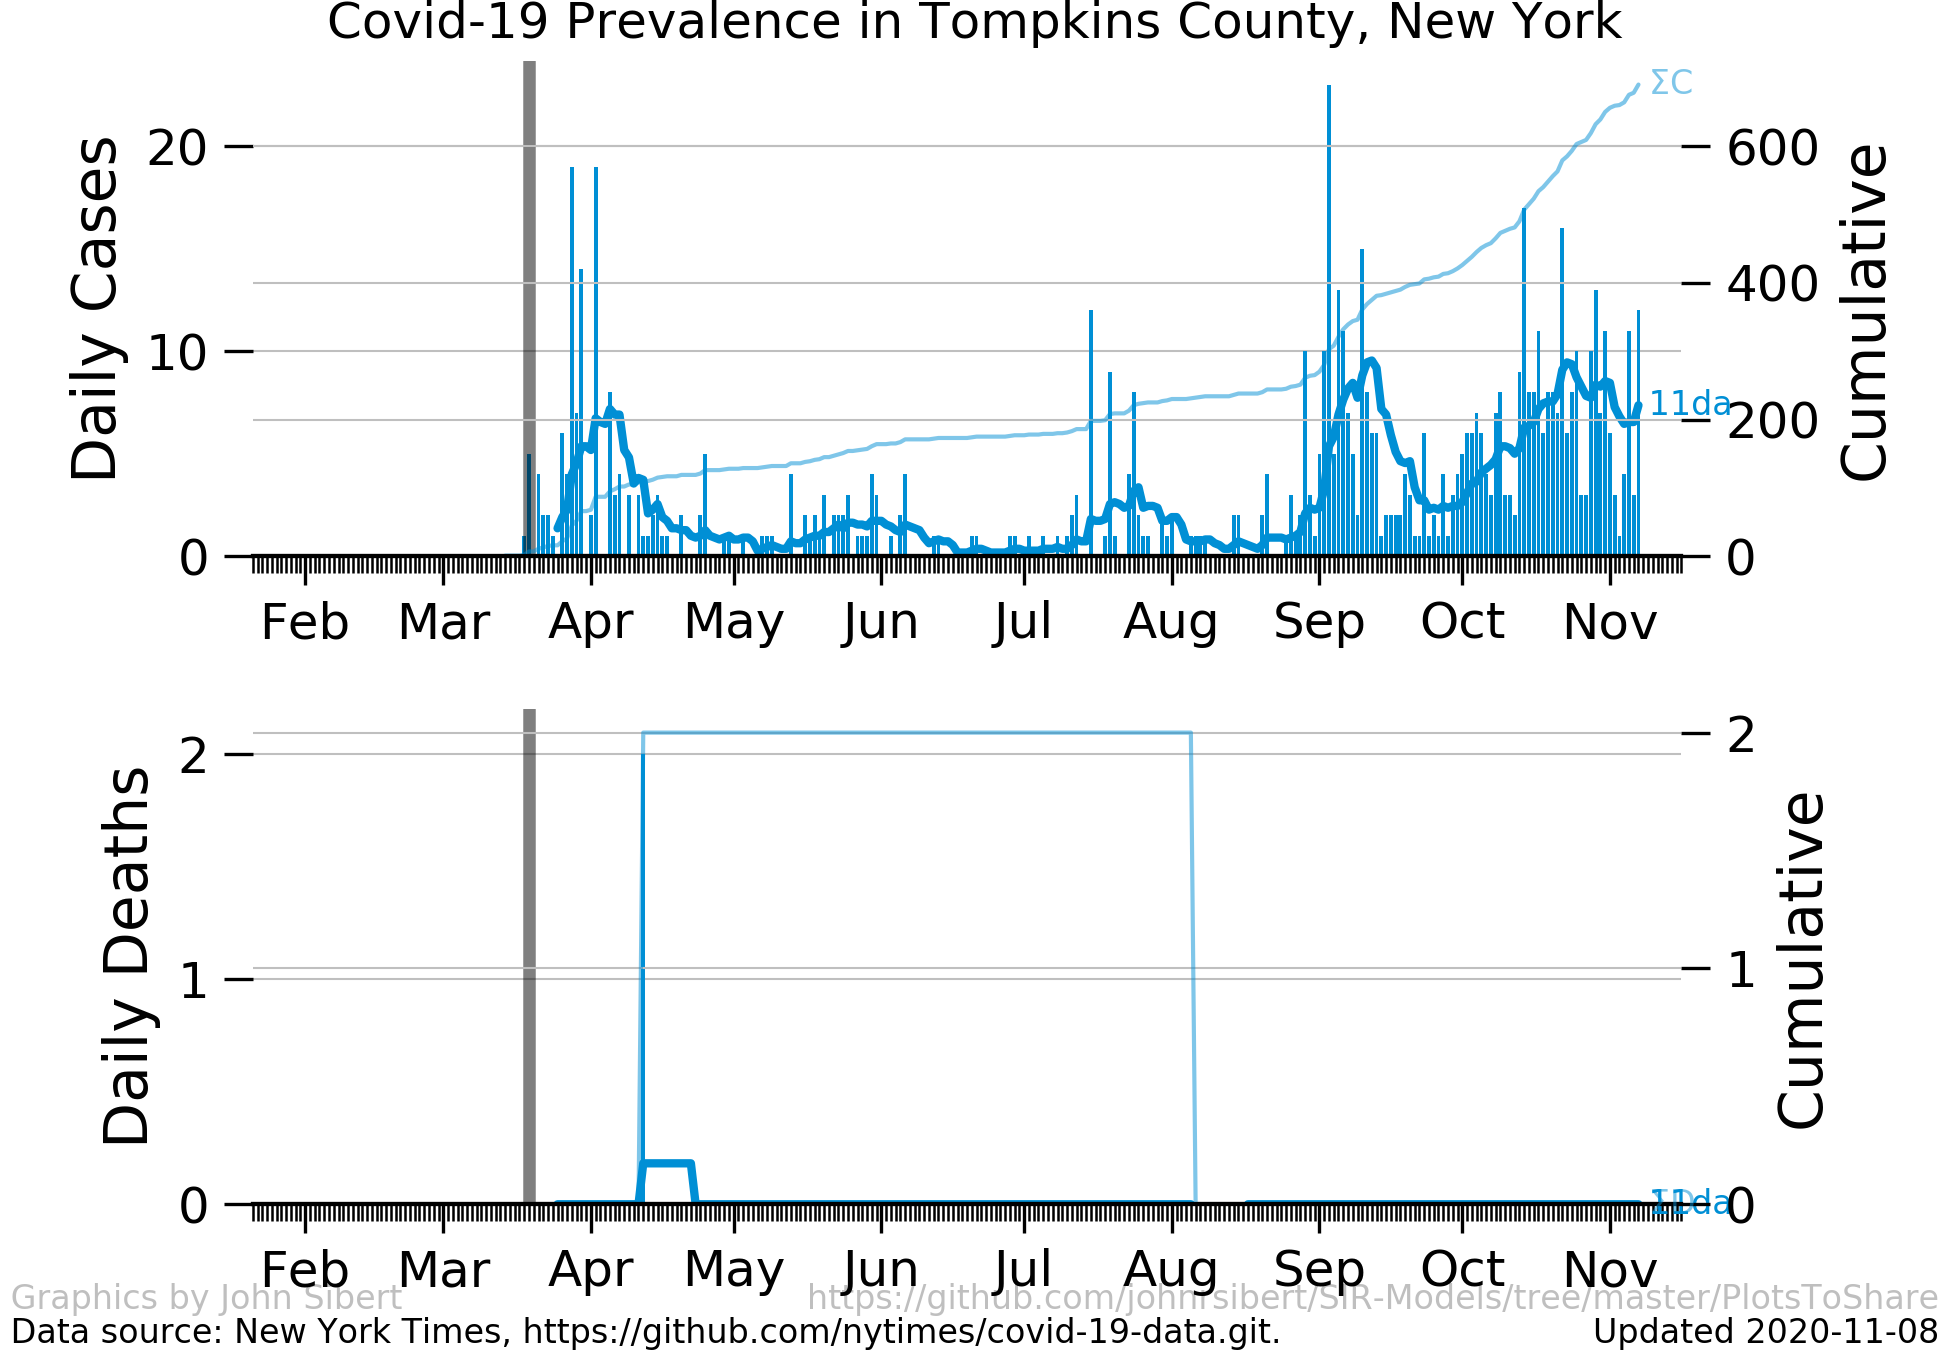 Covid-19 Prevalence in Tompkins County, New York
Daily Cases
20
10
0
ΣC
11da
600
400
200
0
Cumulative
Feb Mar Apr May Jun Jul Aug Sep Oct Nov
Daily Deaths
2
1
0
ΣD
11da
2
1
0
Cumulative
Feb Mar Apr May Jun Jul Aug Sep Oct Nov
Graphics by John Sibert https://github.com/johnrsibert/SIR-Models/tree/master/PlotsToShare
Data source: New York Times, https://github.com/nytimes/covid-19-data.git. Updated 2020-11-08